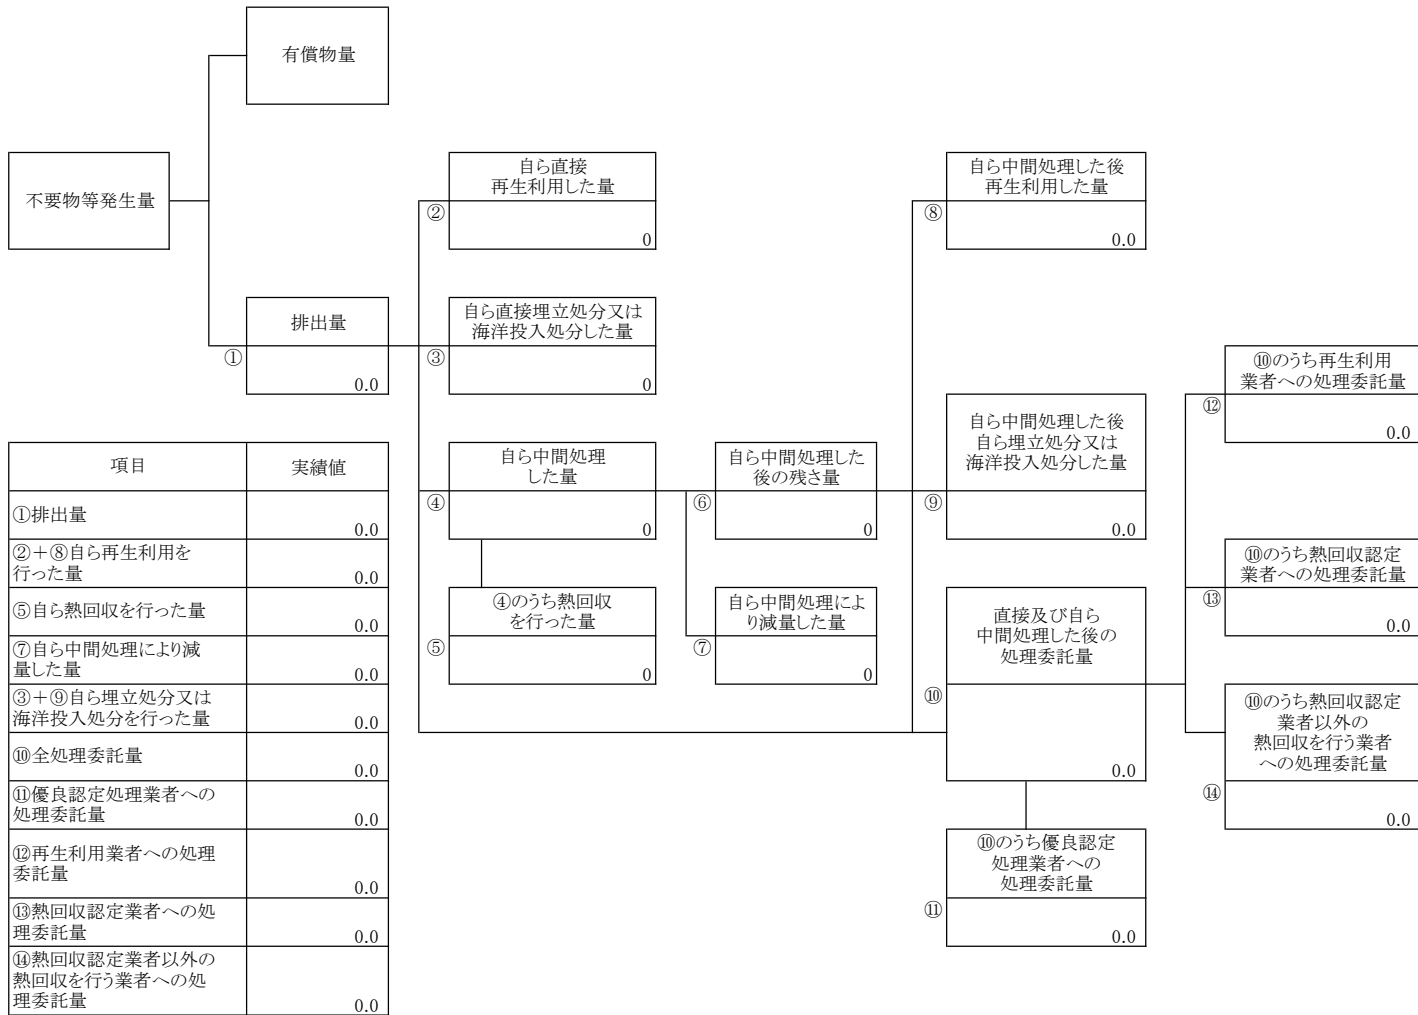 有償物量
不要物等発生量
排出量
①
0.0
自ら直接
再生利用した量
②
0
自ら直接埋立処分又は
海洋投入処分した量
③
0
自ら中間処理
した量
④
0
④のうち熱回収
を行った量
⑤
0
自ら中間処理した
後の残さ量
⑥
0
自ら中間処理によ
り減量した量
⑦
0
自ら中間処理した後
再生利用した量
⑧
0.0
自ら中間処理した後
自ら埋立処分又は
海洋投入処分した量
⑨
0.0
直接及び自ら
中間処理した後の
処理委託量
⑩
0.0
⑩のうち優良認定
処理業者への
処理委託量
⑪
0.0
⑩のうち再生利用
業者への処理委託量
⑫
0.0
⑩のうち熱回収認定
業者への処理委託量
⑬
0.0
⑩のうち熱回収認定
業者以外の
熱回収を行う業者
への処理委託量
⑭
0.0
項目 実績値
①排出量
0.0
②＋⑧自ら再生利用を
行った量
0.0
⑤自ら熱回収を行った量
0.0
⑦自ら中間処理により減
量した量
0.0
③＋⑨自ら埋立処分又は
海洋投入処分を行った量
0.0
⑩全処理委託量
0.0
⑪優良認定処理業者への
処理委託量
0.0
⑫再生利用業者への処理
委託量
0.0
⑬熱回収認定業者への処
理委託量
0.0
⑭熱回収認定業者以外の
熱回収を行う業者への処
理委託量
0.0